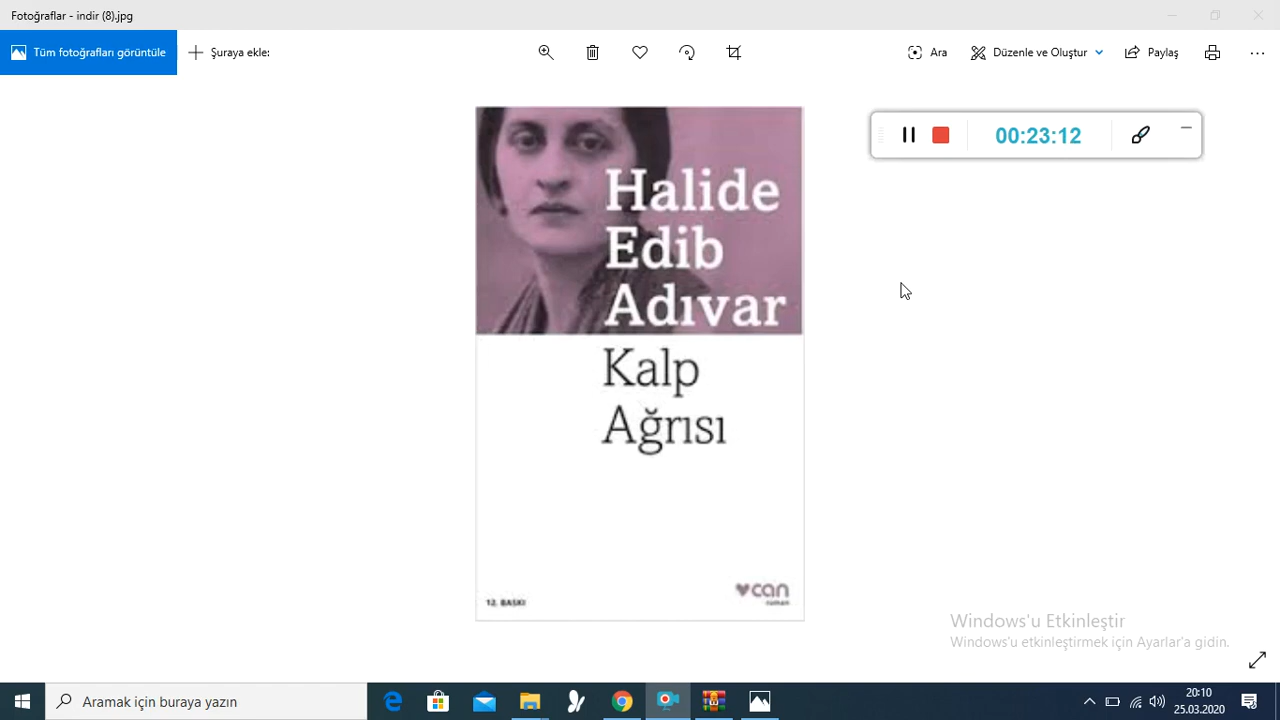 Fotoğraflar - indir (8).jpg
Tüm fotoğrafları görüntüle
Şuraya ekle:
Ara
Düzenle ve Oluştur
Paylaş
00:23:12
Halide
Edib
Adıvar
Kalp
Ağrısı
12. BASKI
can
roman
Windows'u Etkinleştir
Windows'u etkinleştirmek için Ayarlar'a gidin.
Aramak için buraya yazın
20:10
25.03.2020